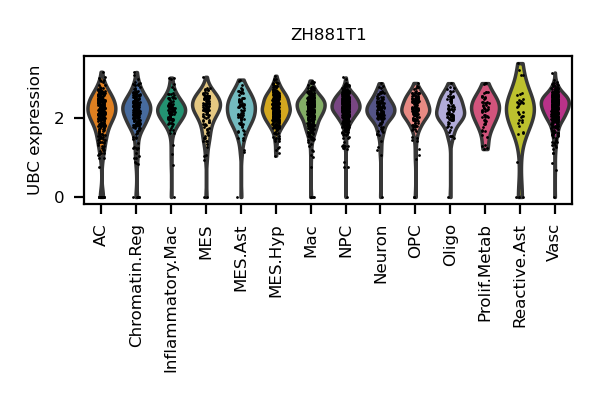 ZH881T1
UBC expression
2
0
AC
Chromatin.Reg
Inflammatory.Mac
MES
MES.Ast
MES.Hyp
Mac
NPC
Neuron
OPC
Oligo
Prolif.Metab
Reactive.Ast
Vasc